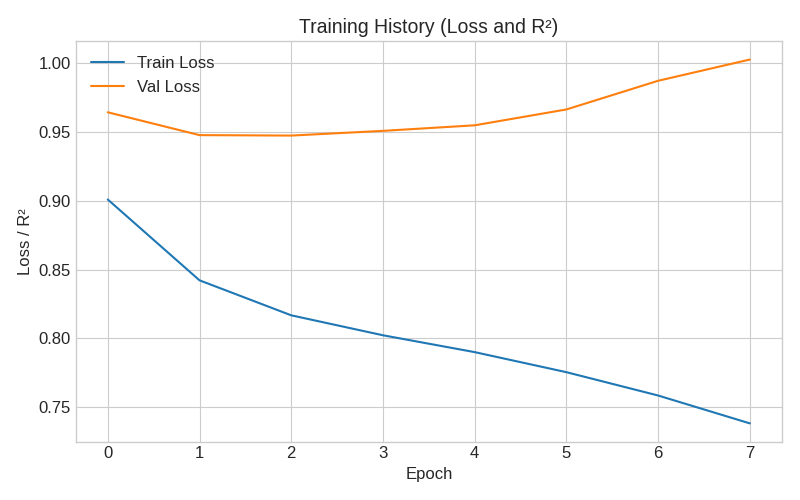 Training History (Loss and R²)
Train Loss
Val Loss
1.00
0.95
0.90
0.85
0.80
0.75
Loss / R²
0 1 2 3 4 5 6 7
Epoch